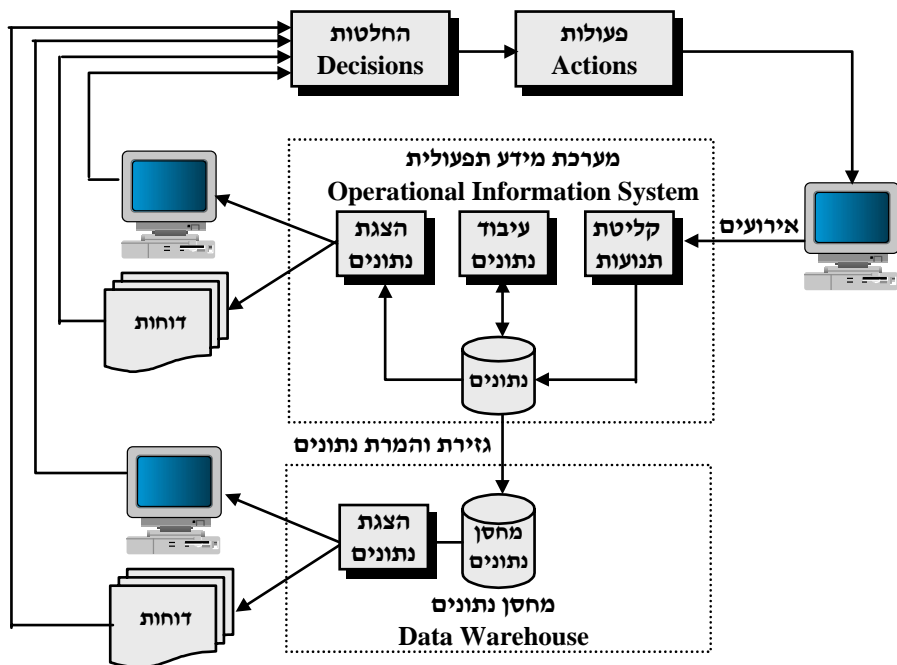 החלטות
Decisions
פעולות
Actions
מערכת מידע תפעולית
Operational Information System
הצגת
נתונים
עיבוד
נתונים
קליטת
תנועות
אירועים
דוחות
נתונים
גזירת והמרת נתונים
הצגת
נתונים
מחסן
נתונים
דוחות
מחסן נתונים
Data Warehouse